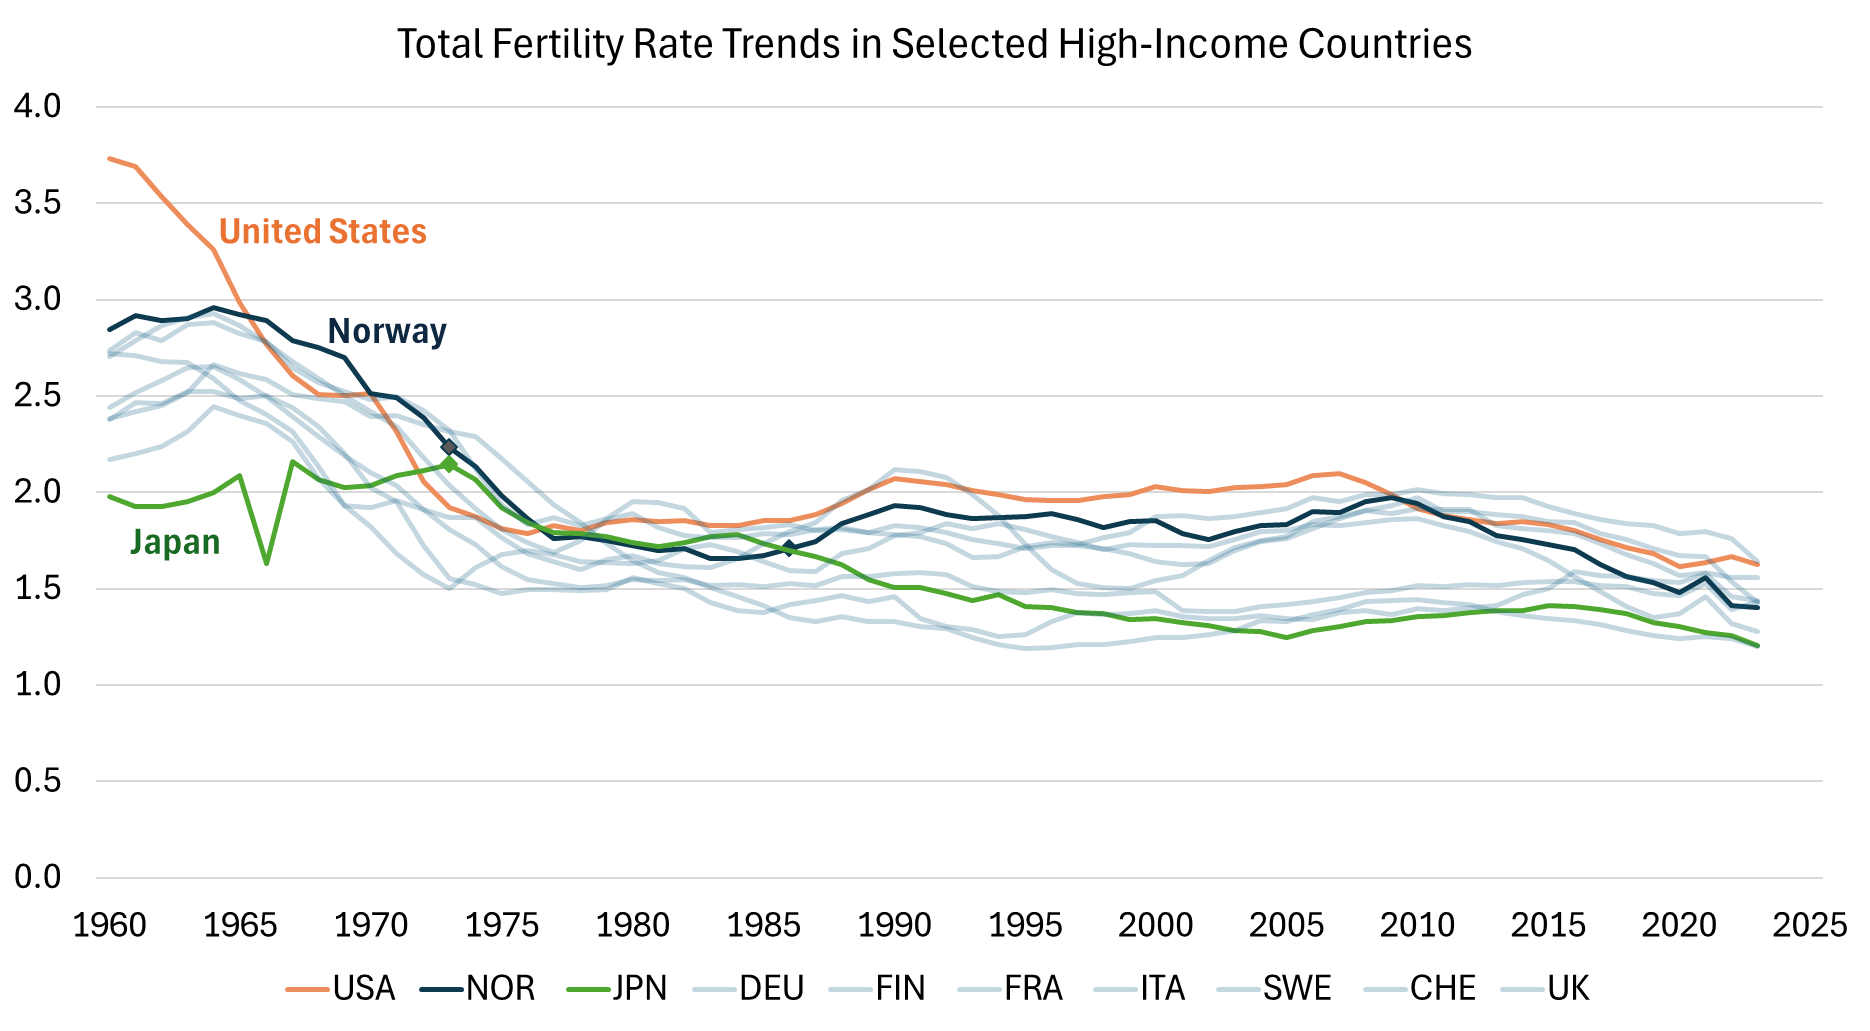 Total Fertility Rate Trends in Selected High-Income Countries
4.0
3.5
United States
3.0
Norway
2.5
2.0
Japan
1.5
1.0
0.5
0.0
1960 1965 1970 1975 1980 1985 1990 1995 2000 2005 2010 2015 2020 2025
USA NOR JPN DEU FIN FRA ITA SWE CHE UK